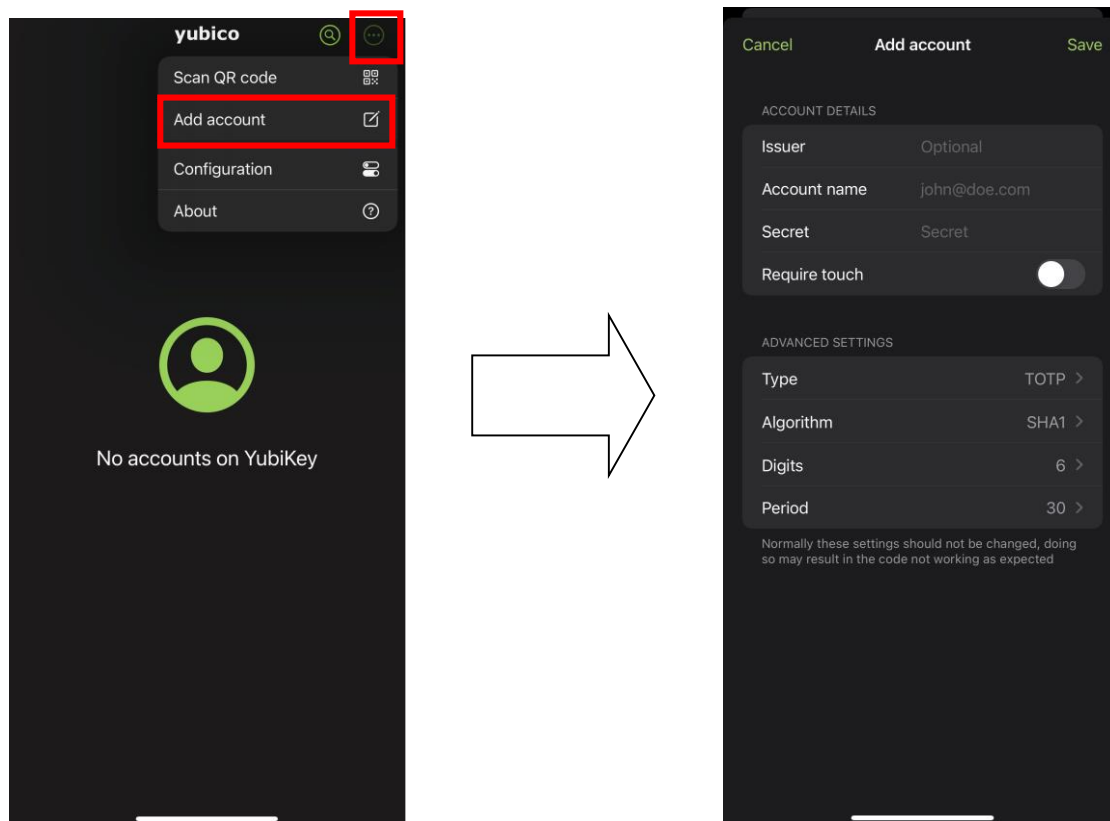 yubico
Scan QR code
Add account
Configuration
About
No accounts on YubiKey
Cancel Add account Save
ACCOUNT DETAILS
Issuer Optional
Account name john@doe.com
Secret Secret
Require touch
ADVANCED SETTINGS
Type TOTP
Algorithm SHA1
Digits 6
Period 30
Normally these settings should not be changed, doing
so may result in the code not working as expected